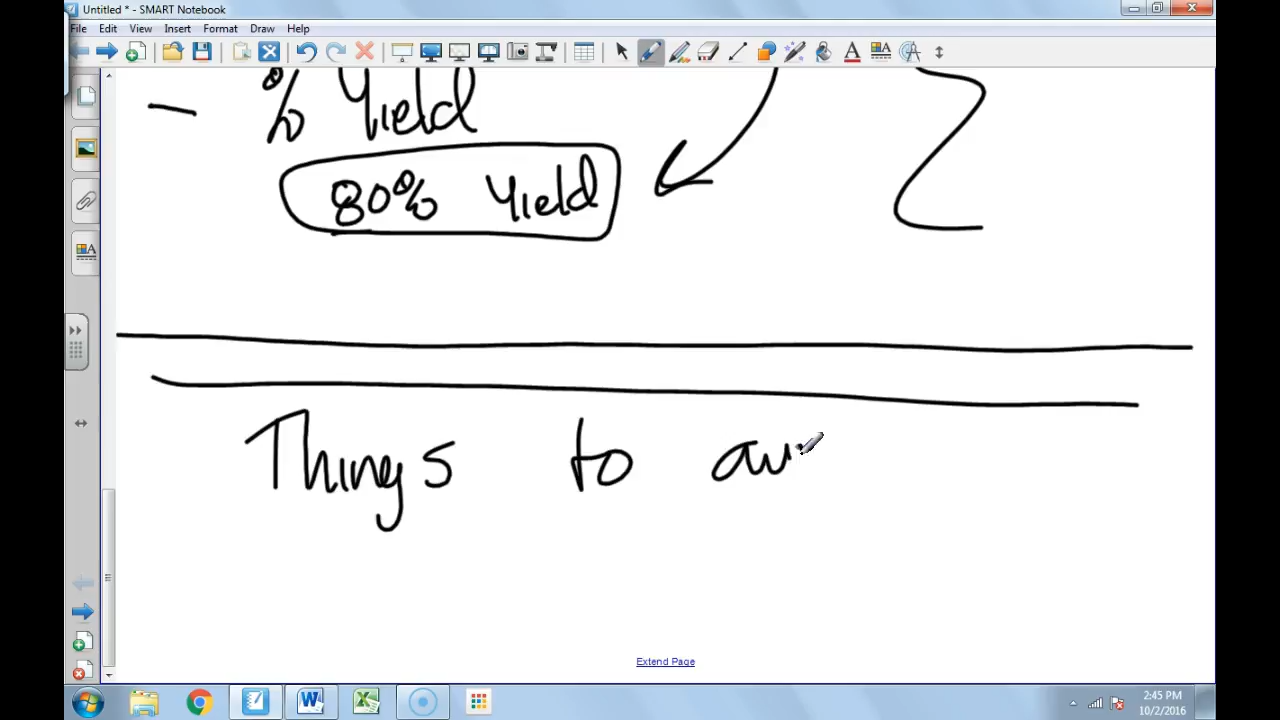 Untitled * - SMART Notebook
File Edit View Insert Format Draw Help
% Yield
80% Yield
Things to av
Extend Page
2:45 PM
10/2/2016